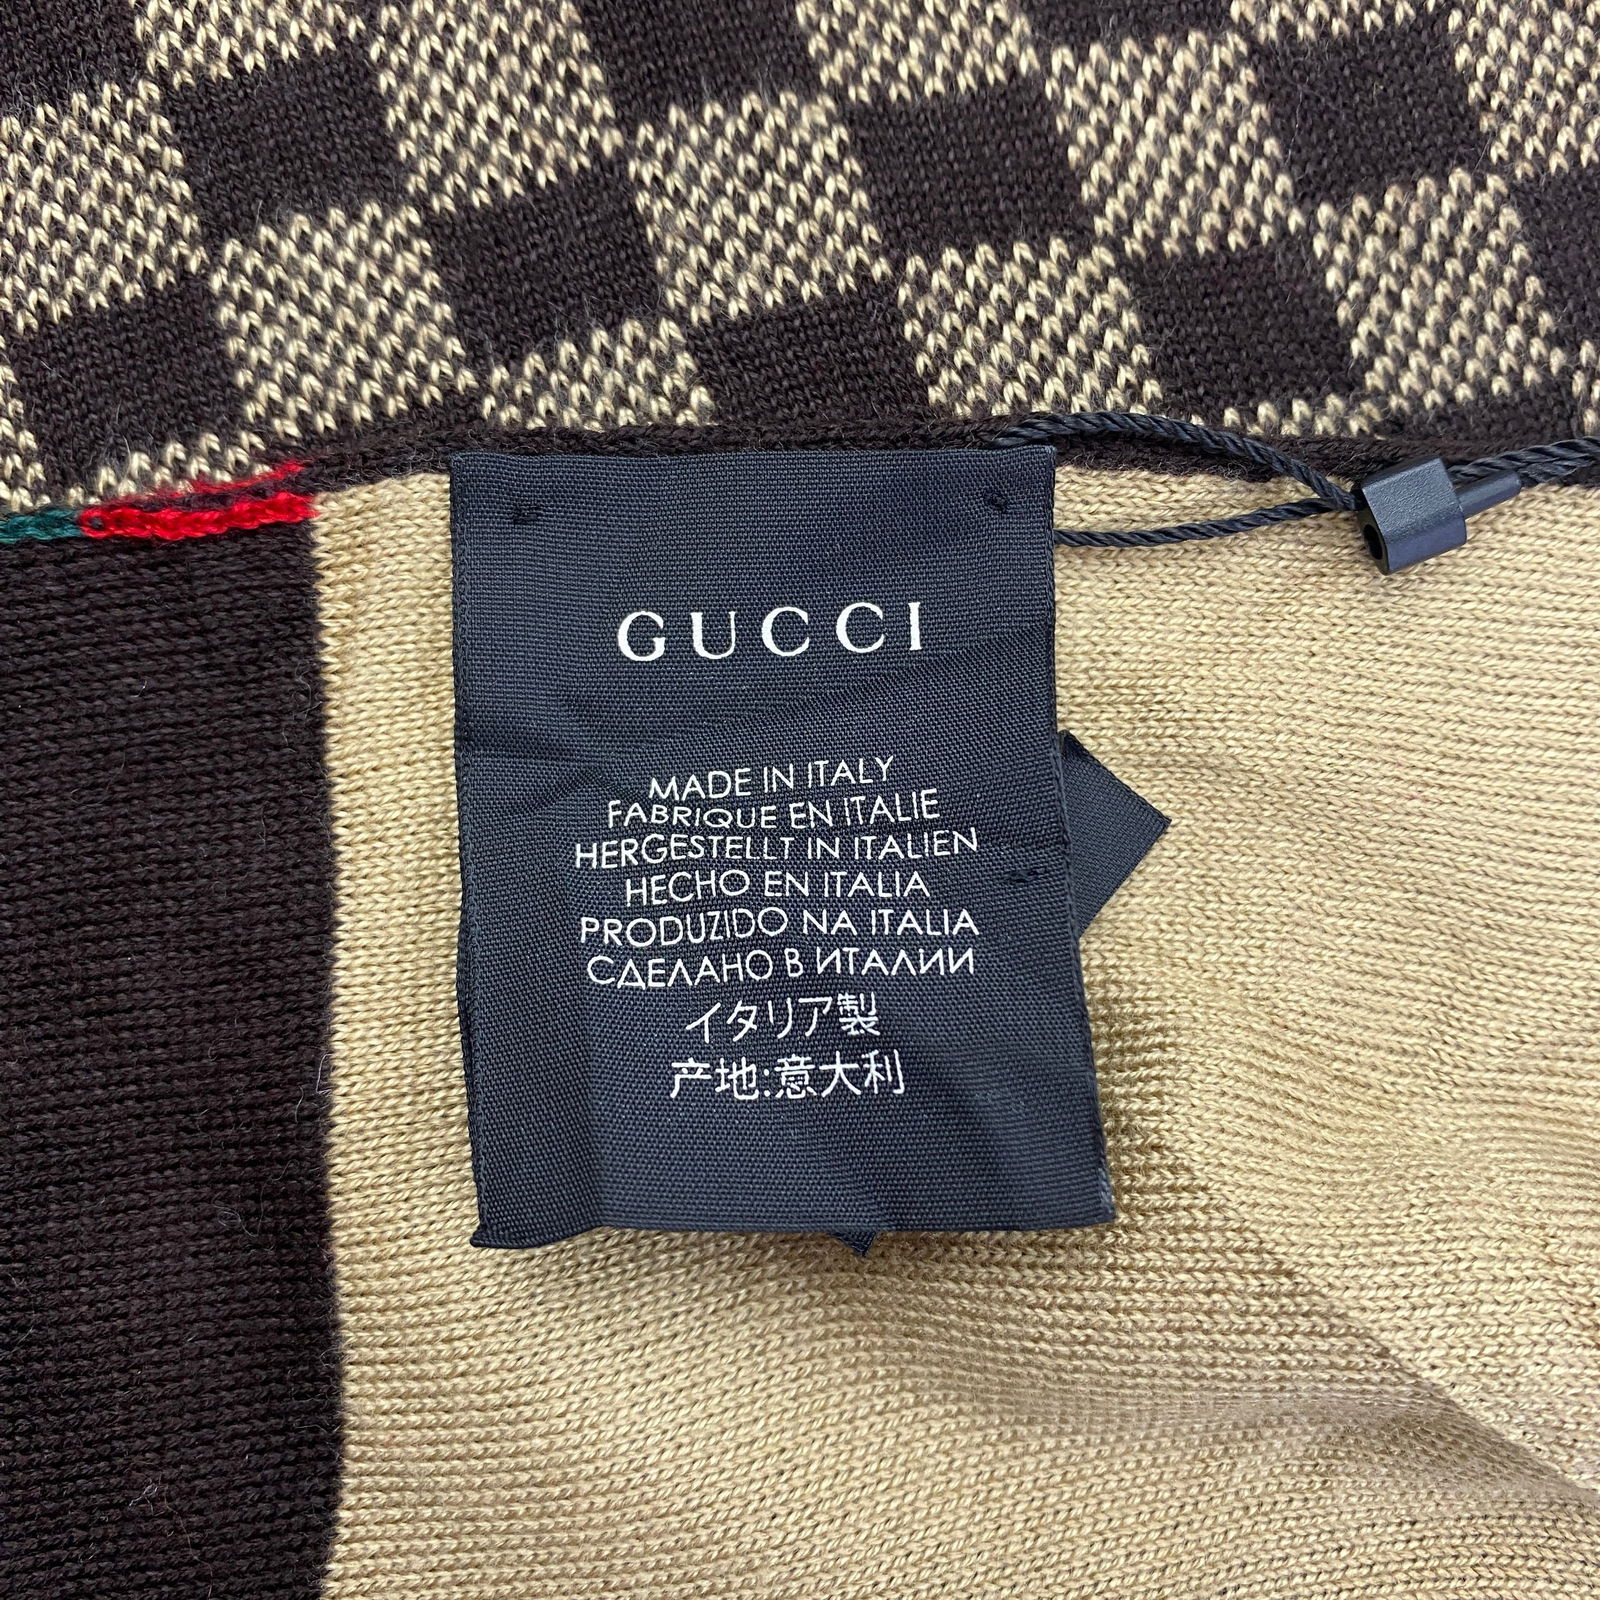 GUCCI
MADE IN ITALY
FABRIQUE EN ITALIE
HERGESTELLT IN ITALIEN
HECHO EN ITALIA
PRODUZIDO NA ITALIA
СДЕЛАНО В ИТАЛИИ
イタリア製
产地:意大利